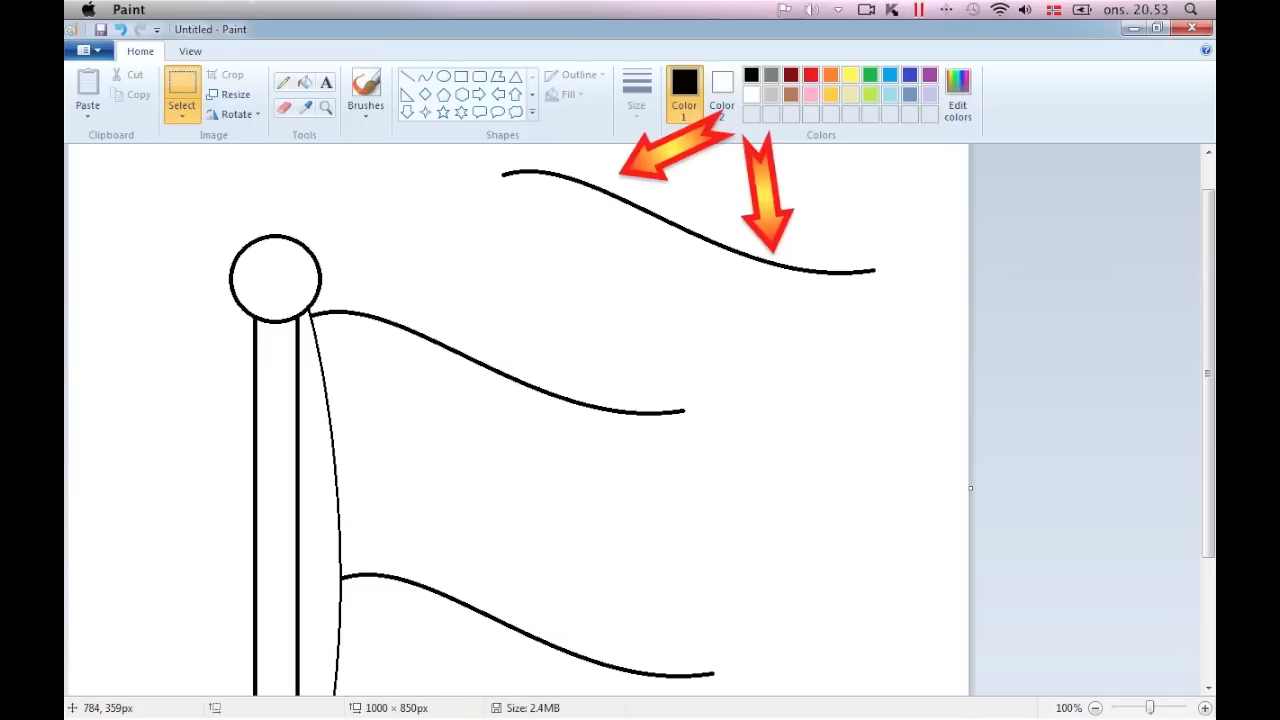 Paint
ons. 20.53
Untitled - Paint
Home
View
Paste
Cut
Copy
Clipboard
Select
Crop
Resize
Rotate
Image
A
Tools
Brushes
Shapes
Outline
Fill
Size
Color
1
Color
2
Edit
colors
Colors
784, 359px
1000 × 850px
Size: 2.4MB
100%